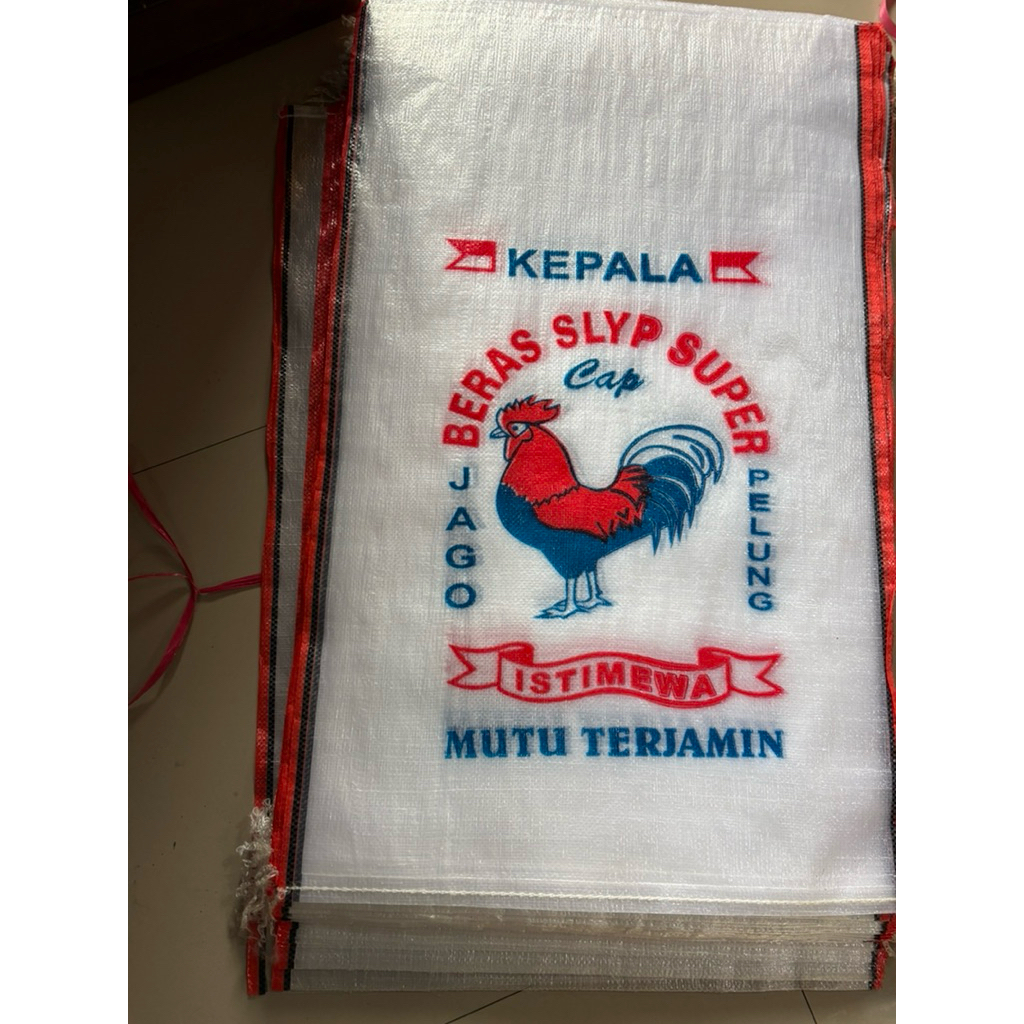 KEPALA
BERAS SLYP SUPER
Cap
JAGO
PELUNG
ISTIMEWA
MUTU TERJAMIN